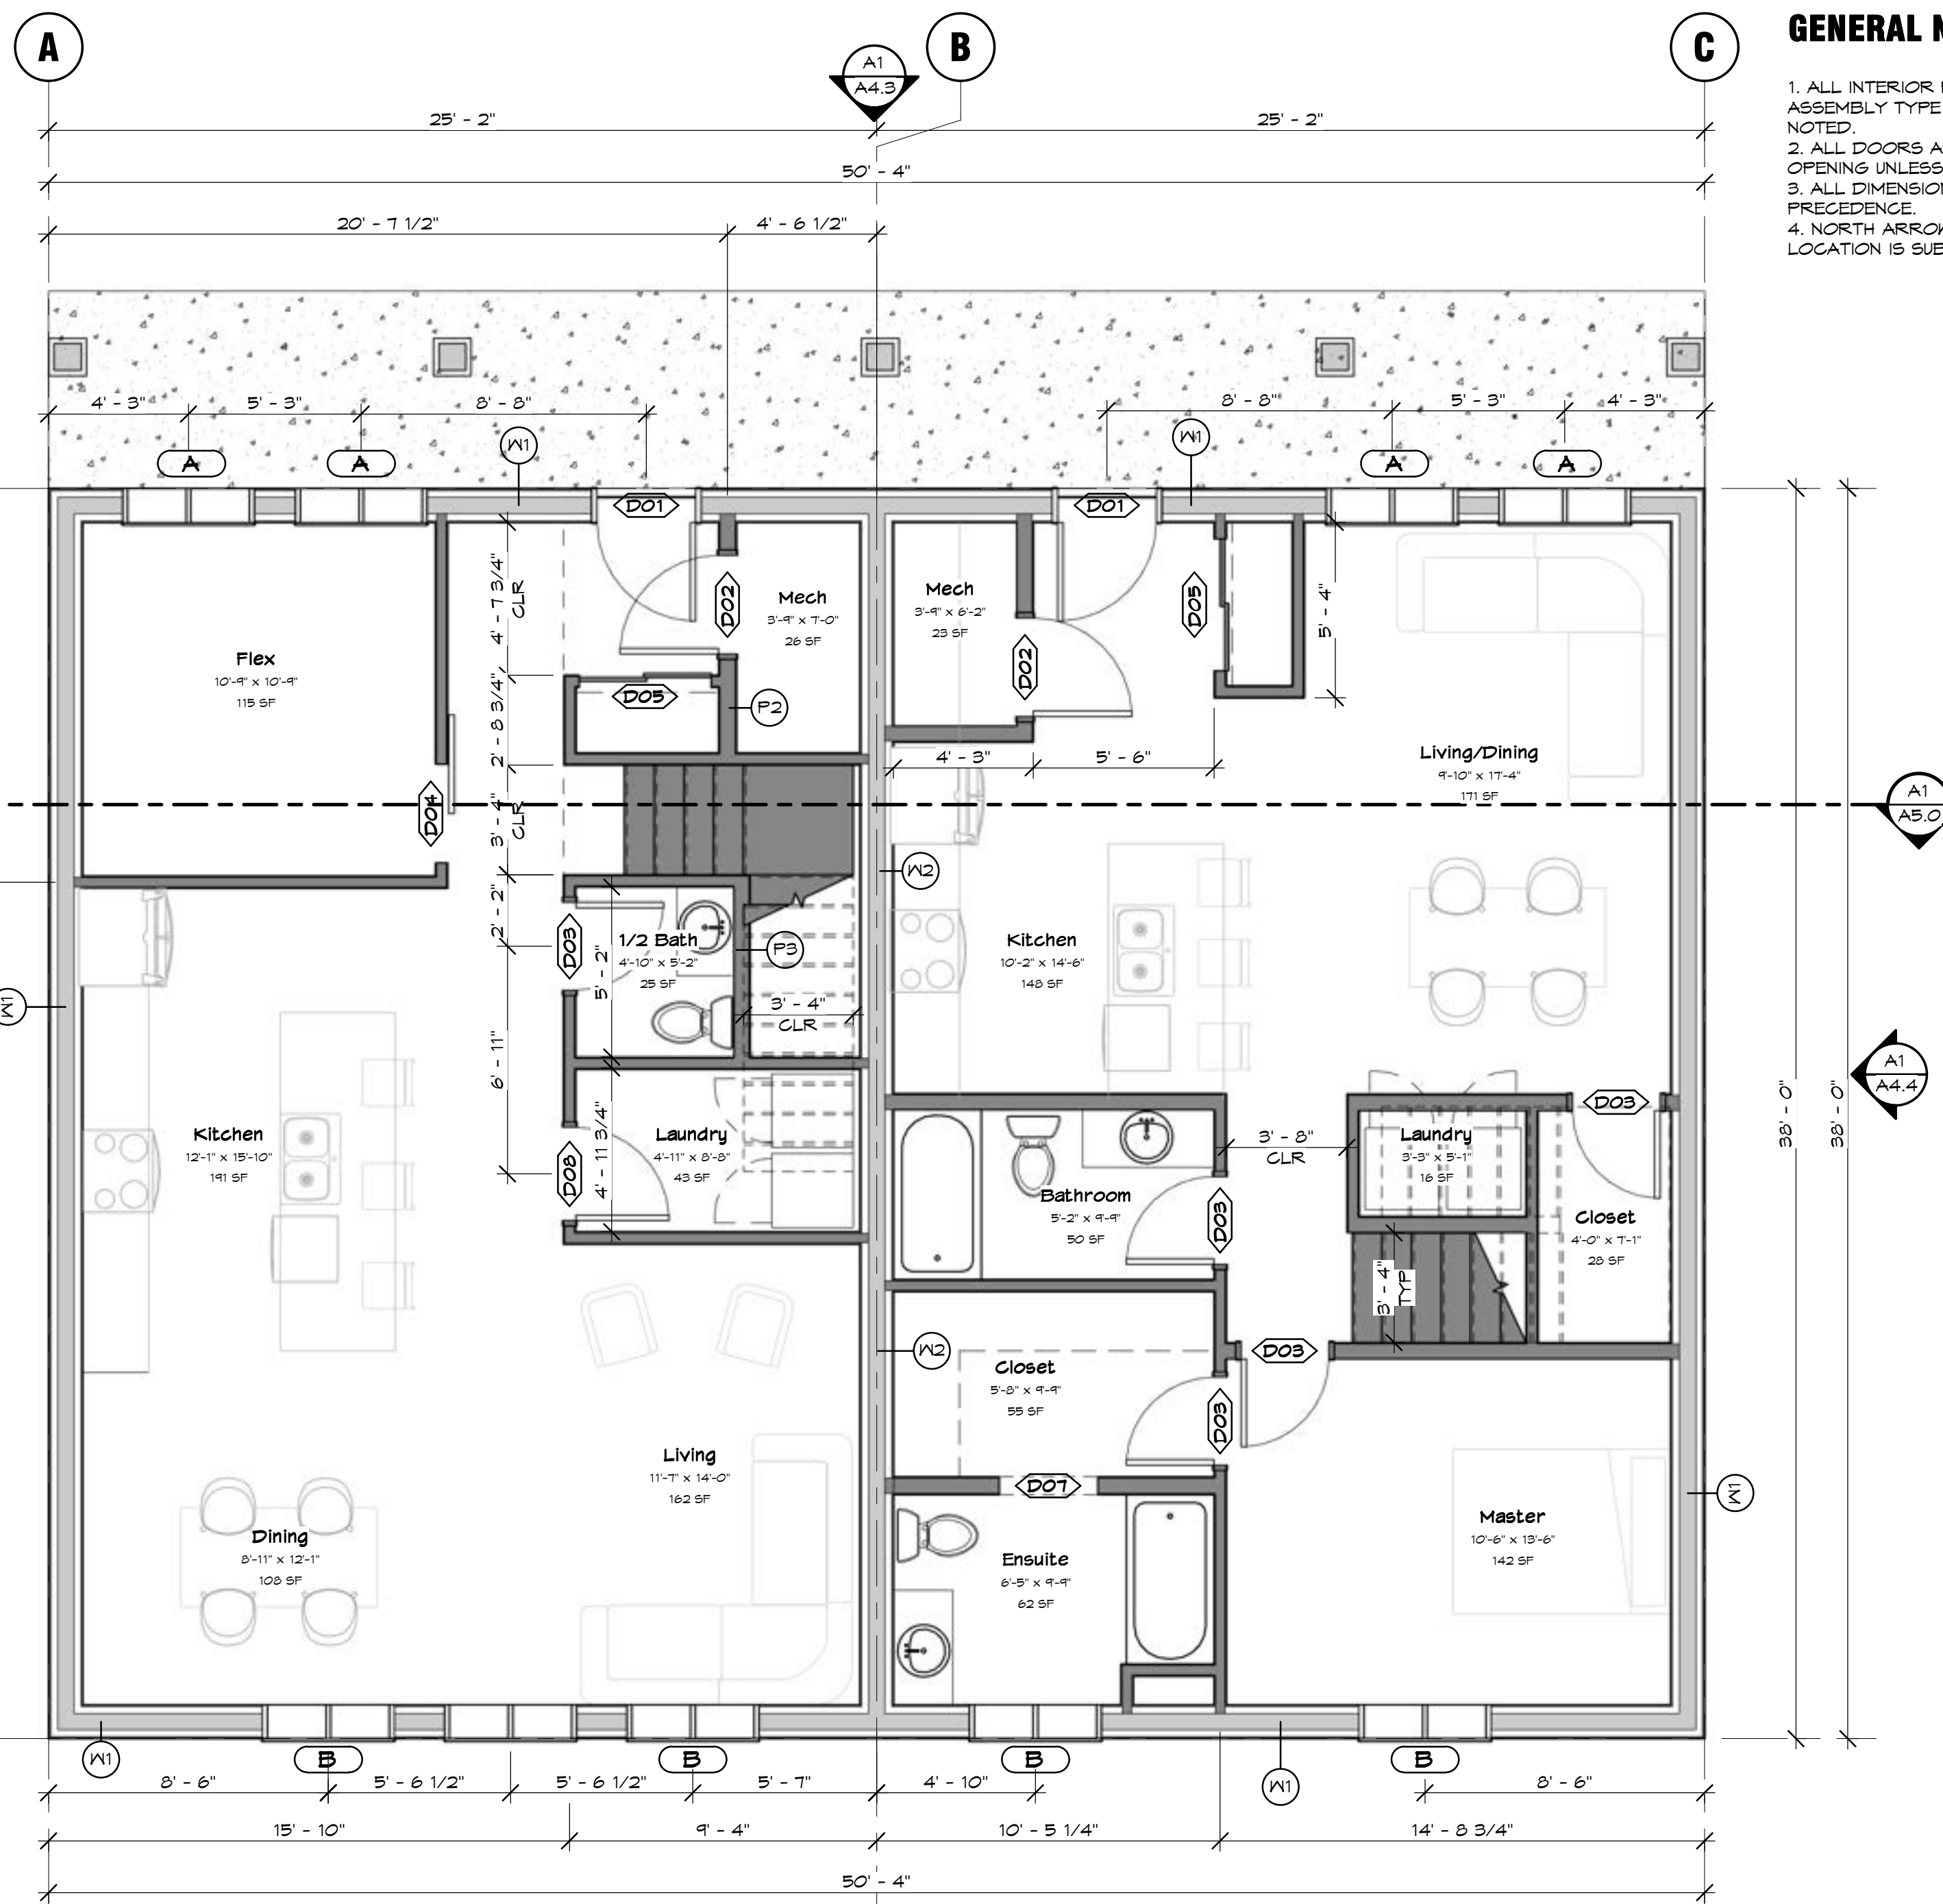 A
B
C
A1
A4.3
GENERAL N
1. ALL INTERIOR
ASSEMBLY TYPE
NOTED.
2. ALL DOORS A
OPENING UNLESS
3. ALL DIMENSION
PRECEDENCE.
4. NORTH ARROW
LOCATION IS SUB
25' - 2"
25' - 2"
50' - 4"
20' - 7 1/2"
4' - 6 1/2"
4' - 3"
5' - 3"
8' - 8"
8' - 8"
5' - 3"
4' - 3"
A
A
W1
W1
A
A
D01
D01
4' - 7 3/4"
CLR
D02
Mech
3'-9" x 7'-0"
26 SF
Mech
3'-9" x 6'-2"
23 SF
D02
D05
5' - 4"
Flex
10'-9" x 10'-9"
115 SF
D05
P2
2' - 8 3/4"
4' - 3"
5' - 6"
Living/Dining
9'-10" x 17'-4"
171 SF
D04
3' - 4"
CLR
A1
A5.0
W2
2' - 2"
D03
1/2 Bath
4'-10" x 5'-2"
25 SF
5' - 2"
P3
3' - 4"
CLR
Kitchen
10'-2" x 14'-6"
148 SF
W1
6' - 11"
A1
A4.4
38' - 0"
38' - 0"
Kitchen
12'-1" x 15'-10"
191 SF
D08
4' - 11 3/4"
Laundry
4'-11" x 8'-8"
43 SF
D03
3' - 8"
CLR
Laundry
3'-3" x 5'-1"
16 SF
Bathroom
5'-2" x 9'-9"
50 SF
D03
Closet
4'-0" x 7'-1"
28 SF
3' - 4"
TYP
W2
Closet
5'-8" x 9'-9"
55 SF
D03
D03
Living
11'-7" x 14'-0"
162 SF
D07
W1
Dining
8'-11" x 12'-1"
108 SF
Ensuite
6'-5" x 9'-9"
62 SF
Master
10'-6" x 13'-6"
142 SF
W1
B
B
B
W1
B
8' - 6"
5' - 6 1/2"
5' - 6 1/2"
5' - 7"
4' - 10"
8' - 6"
15' - 10"
9' - 4"
10' - 5 1/4"
14' - 8 3/4"
50' - 4"